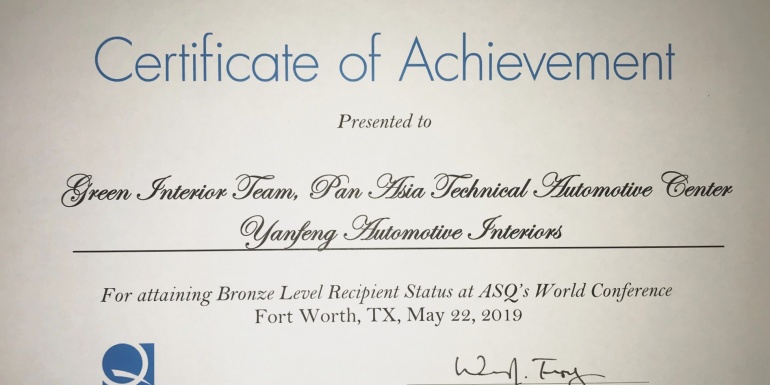 Certificate of Achievement
Presented to
Green Interior Team, Pan Asia Technical Automotive Center
Yanfeng Automotive Interiors
For attaining Bronze Level Recipient Status at ASQ's World Conference
Fort Worth, TX, May 22, 2019